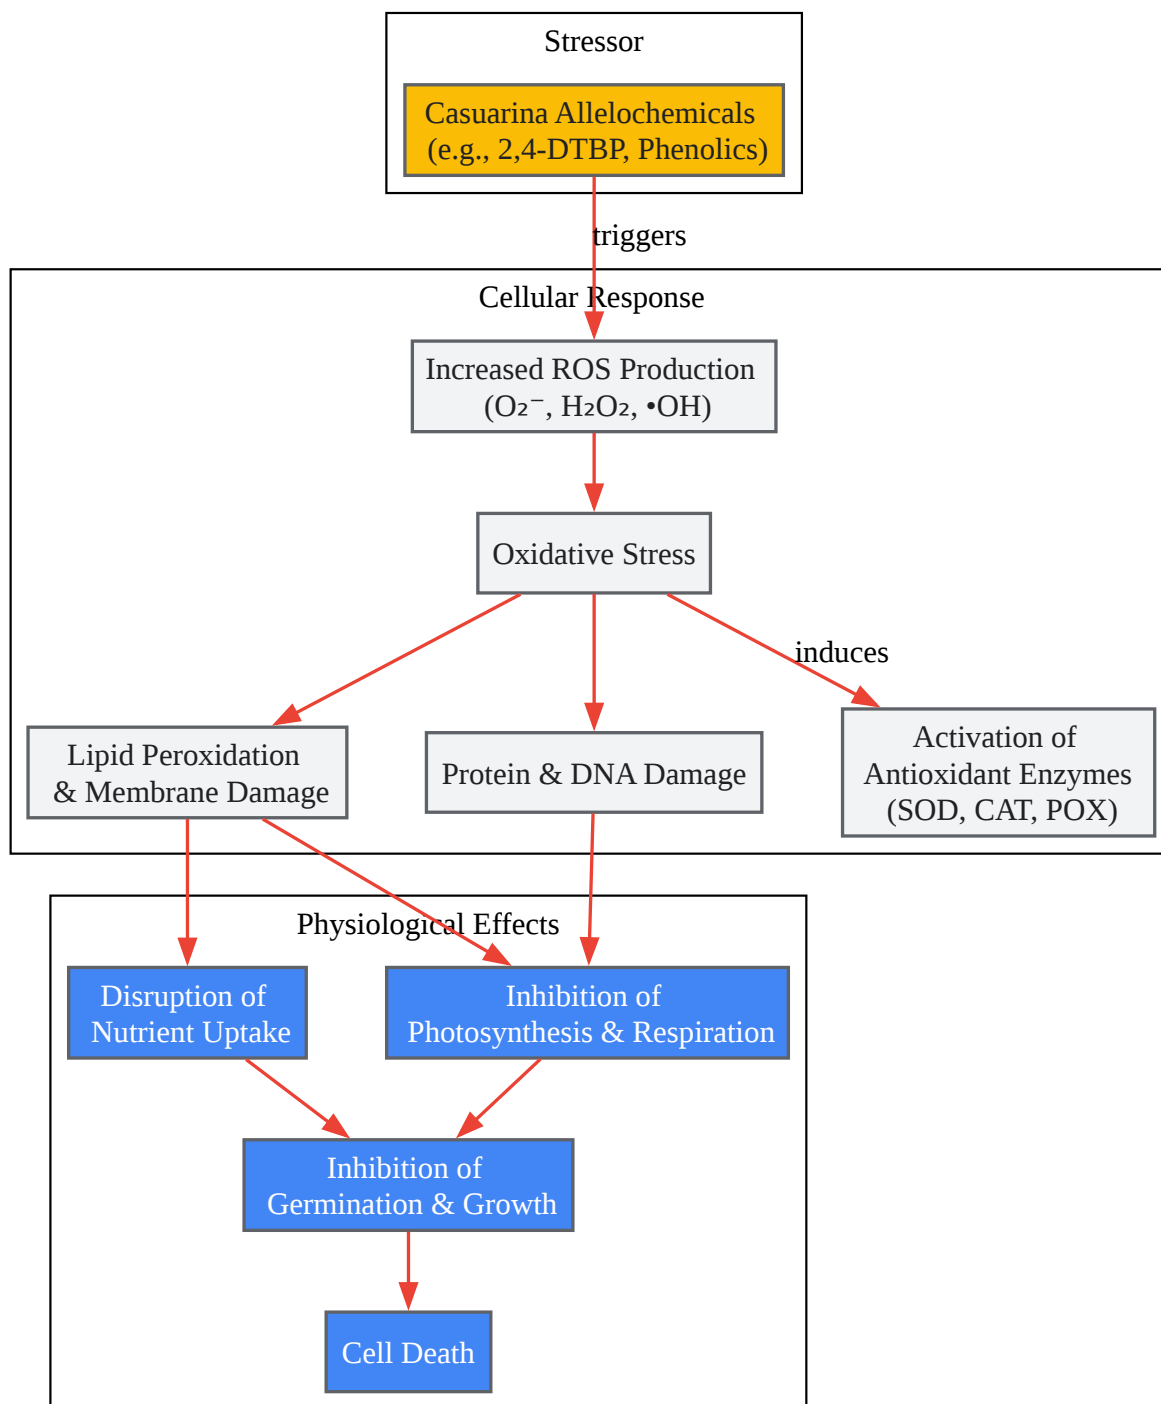 Stressor
Casuarina Allelochemicals
(e.g., 2,4-DTBP, Phenolics)
triggers
Cellular Response
Increased ROS Production
(O₂⁻, H₂O₂, •OH)
Oxidative Stress
induces
Lipid Peroxidation
& Membrane Damage
Protein & DNA Damage
Activation of
Antioxidant Enzymes
(SOD, CAT, POX)
Physiological Effects
Disruption of
Nutrient Uptake
Inhibition of
Photosynthesis & Respiration
Inhibition of
Germination & Growth
Cell Death